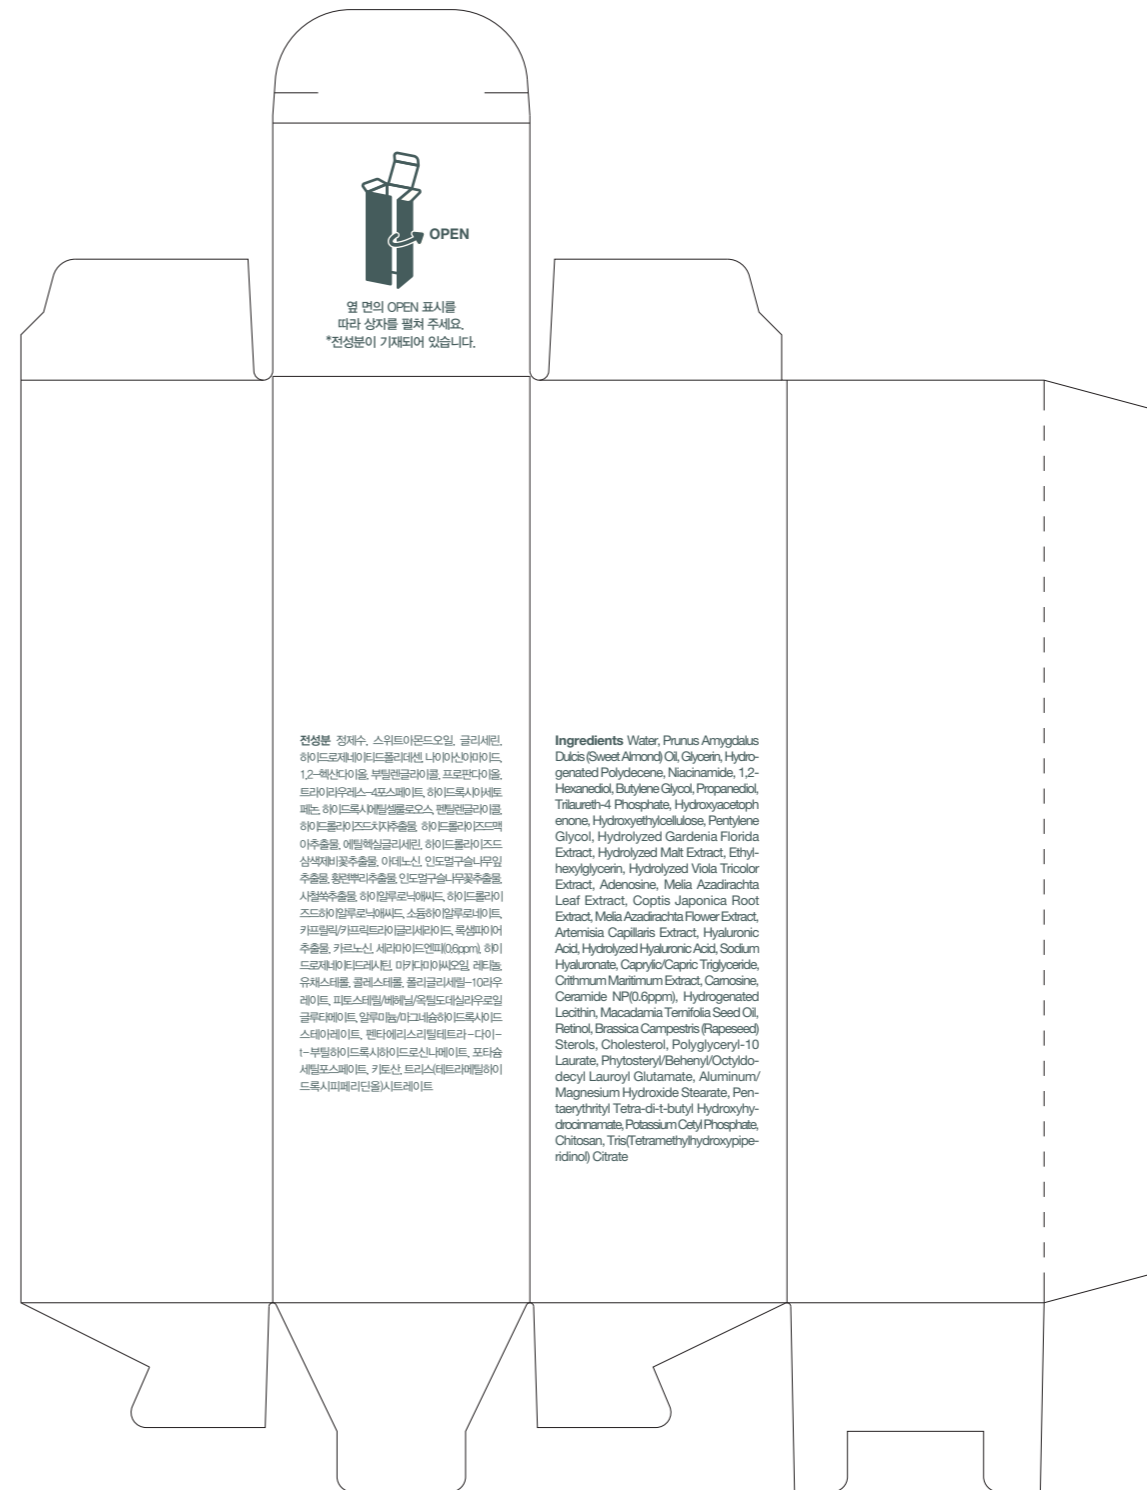 OPEN
옆 면의 OPEN 표시를
따라 상자를 펼쳐 주세요.
*전성분이 기재되어 있습니다.
전성분 정제수, 스위트아몬드오일, 글리세린,
하이드로제네이티드폴리데센, 나이아신아마이드,
1,2-헥산다이올, 부틸렌글라이콜, 프로판다이올,
트라이라우레스-4포스페이트, 하이드록시아세토
페논, 하이드록시에틸셀룰로오스, 펜틸렌글라이콜,
하이드롤라이즈드치자추출물, 하이드롤라이즈드맥
아추출물, 에틸헥실글리세린, 하이드롤라이즈드
삼색제비꽃추출물, 아데노신, 인도멀구슬나무잎
추출물, 황련뿌리추출물, 인도멀구슬나무꽃추출물,
사철쑥추출물, 하이알루로닉애씨드, 하이드롤라이
즈드하이알루로닉애씨드, 소듐하이알루로네이트,
카프릴릭/카프릭트라이글리세라이드, 록샘파이어
추출물, 카르노신, 세라마이드엔피(0.6ppm), 하이
드로제네이티드레시틴, 마카다미아씨오일, 레티놀,
유채스테롤, 콜레스테롤, 폴리글리세릴-10라우
레이트, 피토스테릴/베헤닐/옥틸도데실라우로일
글루타메이트, 알루미늄/마그네슘하이드록사이드
스테아레이트, 펜타에리스리틸테트라-다이-
t-부틸하이드록시하이드로신나메이트, 포타슘
세틸포스페이트, 키토산, 트리스(테트라메틸하이
드록시피페리딘올)시트레이트
Ingredients Water, Prunus Amygdalus
Dulcis (Sweet Almond) Oil, Glycerin, Hydro-
genated Polydecene, Niacinamide, 1,2-
Hexanediol, Butylene Glycol, Propanediol,
Trilaureth-4 Phosphate, Hydroxyacetoph
enone, Hydroxyethylcellulose, Pentylene
Glycol, Hydrolyzed Gardenia Florida
Extract, Hydrolyzed Malt Extract, Ethyl-
hexylglycerin, Hydrolyzed Viola Tricolor
Extract, Adenosine, Melia Azadirachta
Leaf Extract, Coptis Japonica Root
Extract, Melia Azadirachta Flower Extract,
Artemisia Capillaris Extract, Hyaluronic
Acid, Hydrolyzed Hyaluronic Acid, Sodium
Hyaluronate, Caprylic/Capric Triglyceride,
Crithmum Maritimum Extract, Carnosine,
Ceramide NP(0.6ppm), Hydrogenated
Lecithin, Macadamia Ternifolia Seed Oil,
Retinol, Brassica Campestris (Rapeseed)
Sterols, Cholesterol, Polyglyceryl-10
Laurate, Phytosteryl/Behenyl/Octyldo-
decyl Lauroyl Glutamate, Aluminum/
Magnesium Hydroxide Stearate, Pen-
taerythrityl Tetra-di-t-butyl Hydroxyhy-
drocinnamate, Potassium Cetyl Phosphate,
Chitosan, Tris(Tetramethylhydroxypipe-
ridinol) Citrate